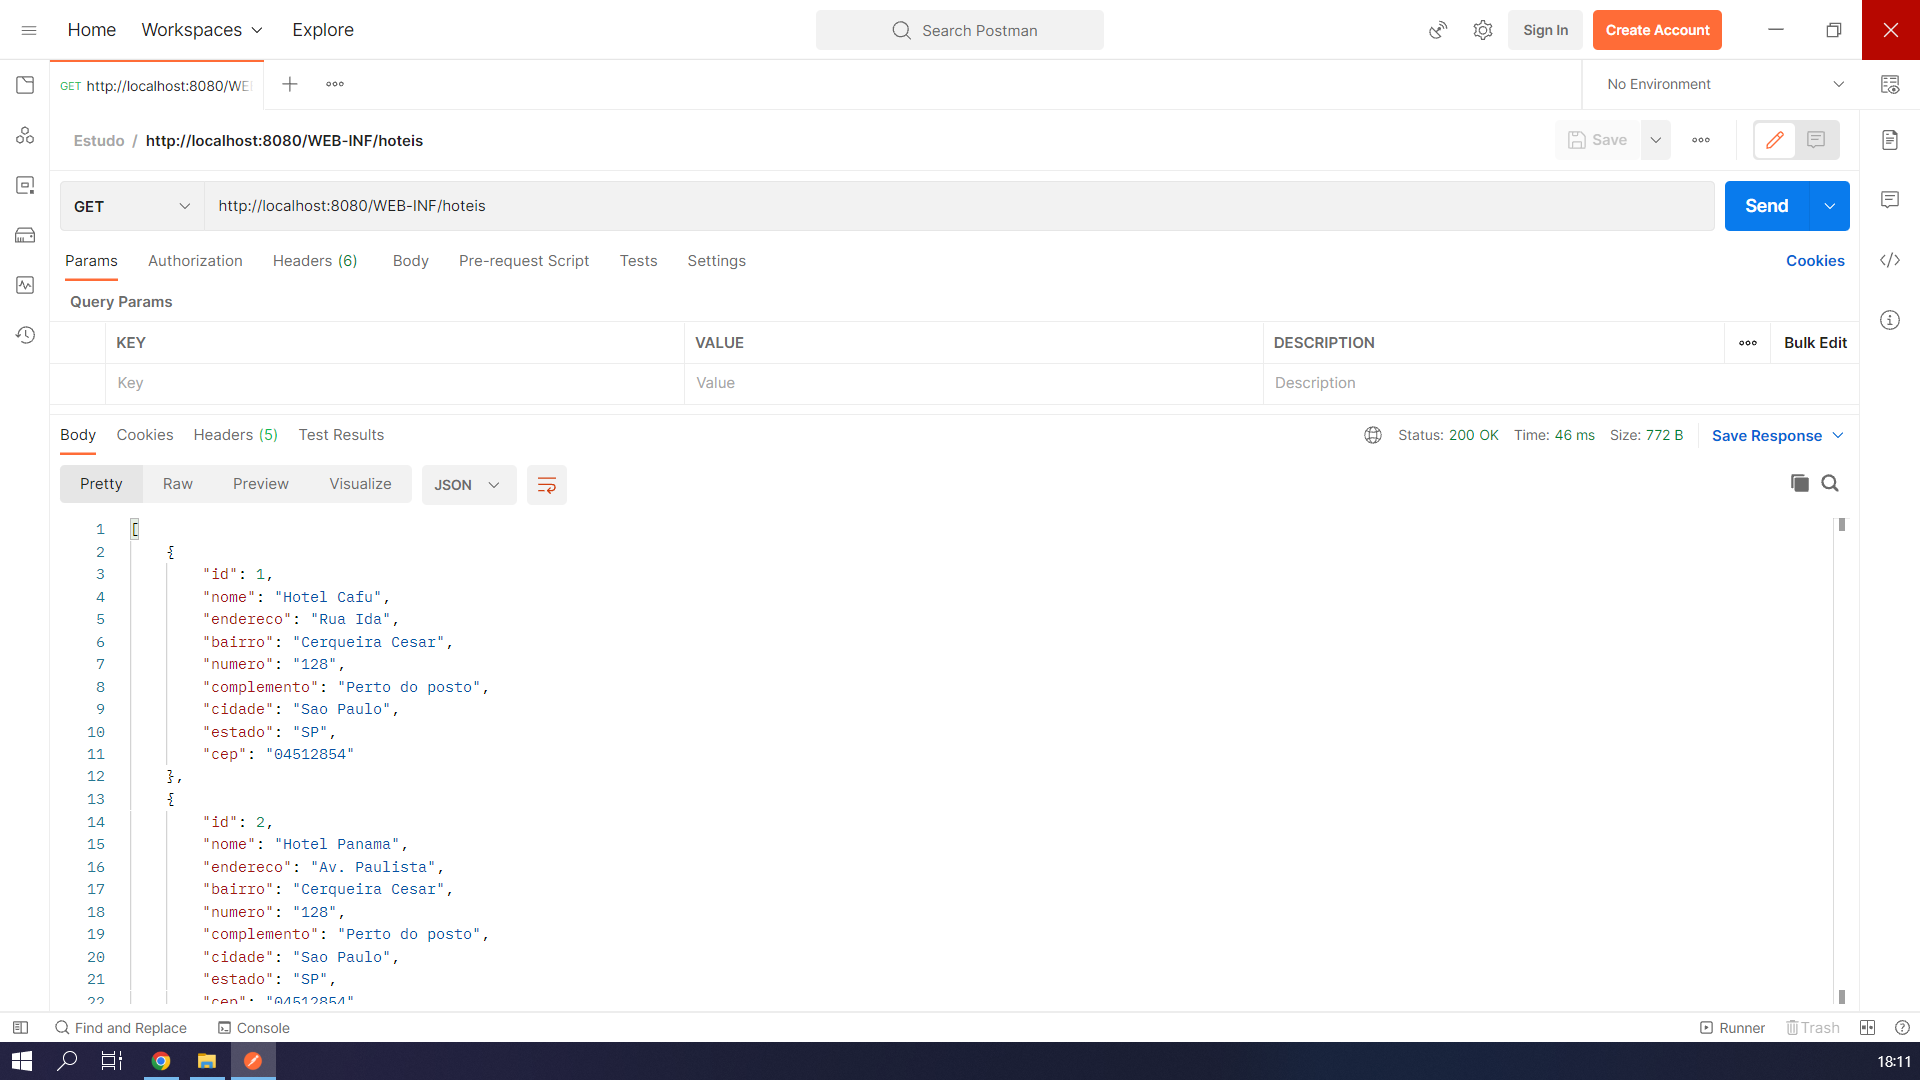 Home Workspaces Explore Search Postman Sign In Create Account
GET http://localhost:8080/WE No Environment
Estudo / http://localhost:8080/WEB-INF/hoteis Save
GET http://localhost:8080/WEB-INF/hoteis Send
Params Authorization Headers (6) Body Pre-request Script Tests Settings Cookies
Query Params
KEY VALUE DESCRIPTION Bulk Edit
Key Value Description
Body Cookies Headers (5) Test Results Status: 200 OK Time: 46 ms Size: 772 B Save Response
Pretty Raw Preview Visualize JSON
1 [
2 {
3 "id": 1,
4 "nome": "Hotel Cafu",
5 "endereco": "Rua Ida",
6 "bairro": "Cerqueira Cesar",
7 "numero": "128",
8 "complemento": "Perto do posto",
9 "cidade": "Sao Paulo",
10 "estado": "SP",
11 "cep": "04512854"
12 },
13 {
14 "id": 2,
15 "nome": "Hotel Panama",
16 "endereco": "Av. Paulista",
17 "bairro": "Cerqueira Cesar",
18 "numero": "128",
19 "complemento": "Perto do posto",
20 "cidade": "Sao Paulo",
21 "estado": "SP",
22 "cep": "04512854"
Find and Replace Console Runner Trash
18:11